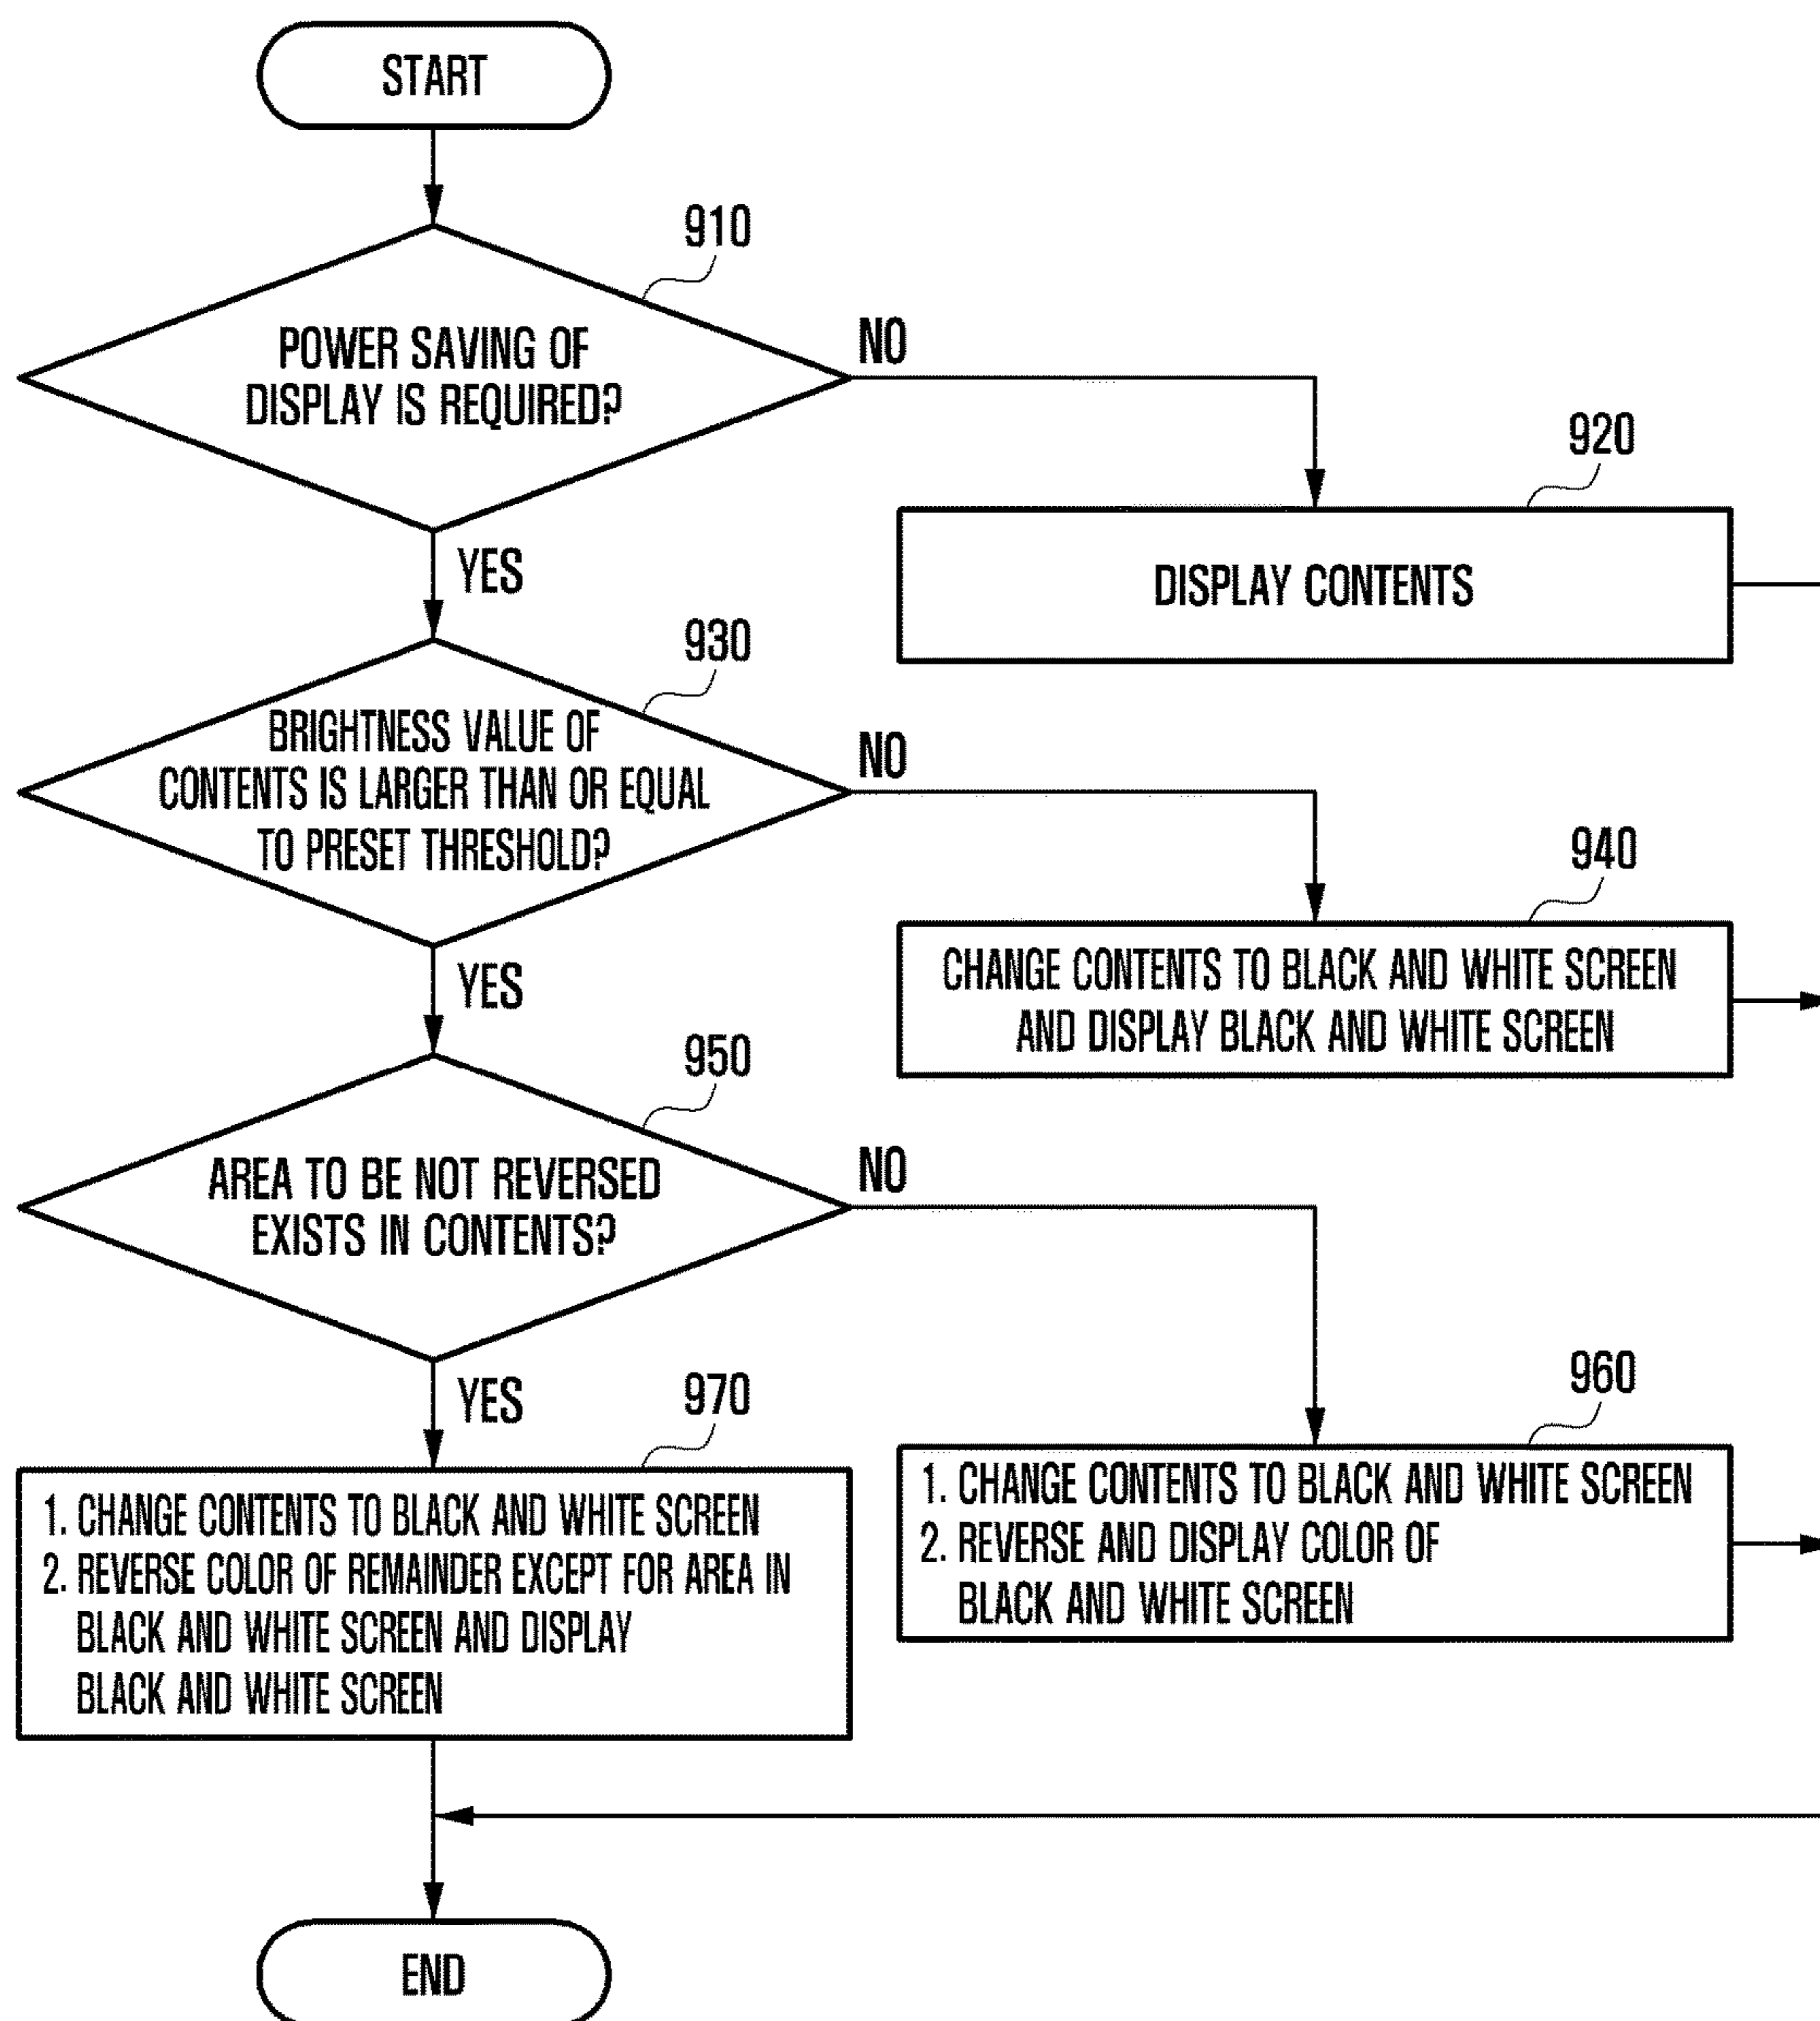 START
910
POWER SAVING OF
DISPLAY IS REQUIRED?
NO
YES
920
DISPLAY CONTENTS
930
BRIGHTNESS VALUE OF
CONTENTS IS LARGER THAN OR EQUAL
TO PRESET THRESHOLD?
NO
YES
940
CHANGE CONTENTS TO BLACK AND WHITE SCREEN
AND DISPLAY BLACK AND WHITE SCREEN
950
AREA TO BE NOT REVERSED
EXISTS IN CONTENTS?
NO
YES
960
1. CHANGE CONTENTS TO BLACK AND WHITE SCREEN
2. REVERSE AND DISPLAY COLOR OF
BLACK AND WHITE SCREEN
970
1. CHANGE CONTENTS TO BLACK AND WHITE SCREEN
2. REVERSE COLOR OF REMAINDER EXCEPT FOR AREA IN
BLACK AND WHITE SCREEN AND DISPLAY
BLACK AND WHITE SCREEN
END